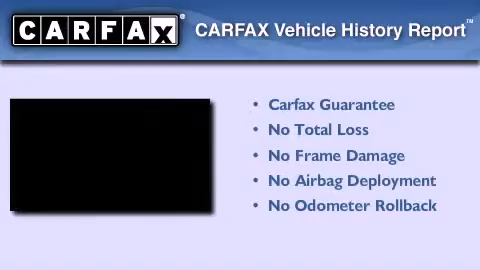 CARFAX® CARFAX Vehicle History Report™
• Carfax Guarantee
• No Total Loss
• No Frame Damage
• No Airbag Deployment
• No Odometer Rollback